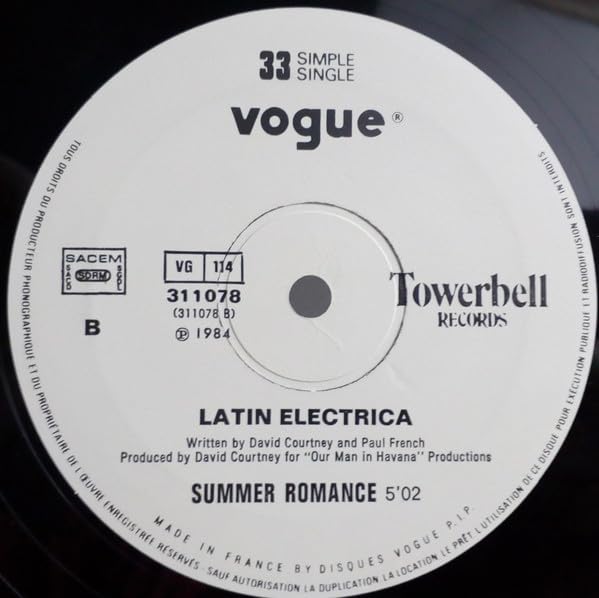 33 SIMPLE
SINGLE
vogue®
SACEM
SACD SDRM SGDL
VG 114
311078
(311078 B)
℗ 1984
B
Towerbell
RECORDS
LATIN ELECTRICA
Written by David Courtney and Paul French
Produced by David Courtney for "Our Man in Havana" Productions
SUMMER ROMANCE 5'02
MADE IN FRANCE BY DISQUES VOGUE P.I.P.
TOUS DROITS DU PRODUCTEUR PHONOGRAPHIQUE ET DU PROPRIÉTAIRE DE L'ŒUVRE ENREGISTRÉE RÉSERVÉS - SAUF AUTORISATION LA DUPLICATION LA LOCATION LE PRÊT L'UTILISATION DE CE DISQUE POUR EXÉCUTION PUBLIQUE ET RADIODIFFUSION SONT INTERDITS